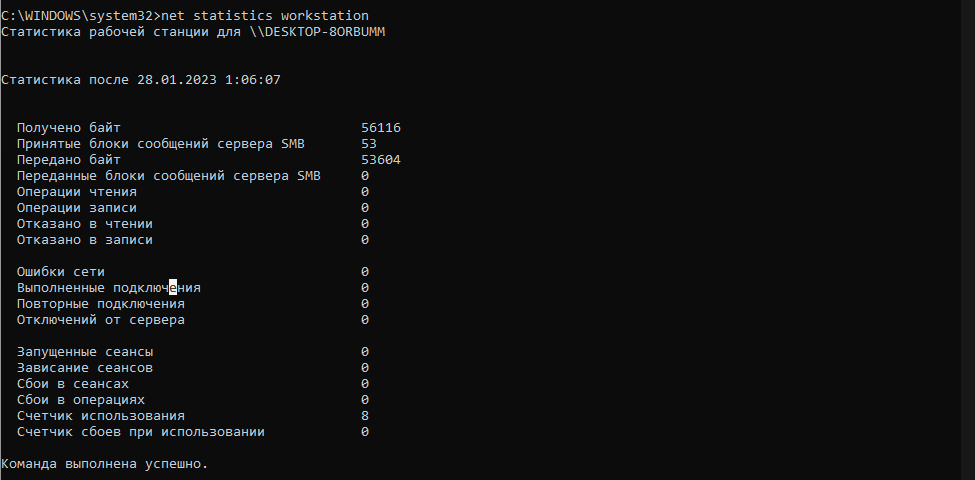 C:\WINDOWS\system32>net statistics workstation
Статистика рабочей станции для \\DESKTOP-8ORBUMM
Статистика после 28.01.2023 1:06:07
Получено байт 56116
Принятые блоки сообщений сервера SMB 53
Передано байт 53604
Переданные блоки сообщений сервера SMB 0
Операции чтения 0
Операции записи 0
Отказано в чтении 0
Отказано в записи 0
Ошибки сети 0
Выполненные подключения 0
Повторные подключения 0
Отключений от сервера 0
Запущенные сеансы 0
Зависание сеансов 0
Сбои в сеансах 0
Сбои в операциях 0
Счетчик использования 8
Счетчик сбоев при использовании 0
Команда выполнена успешно.